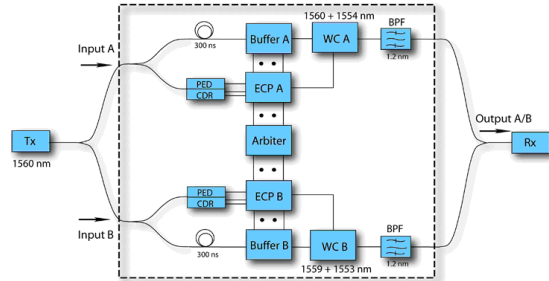 1560 + 1554 nm
BPF
Buffer A
WC A
Input A
300 ns
1.2 nm
PED
CDR
ECP A
Output A/B
Tx
Arbiter
Rx
1560 nm
PED
CDR
ECP B
Input B
BPF
300 ns
Buffer B
WC B
1.2 nm
1559 + 1553 nm